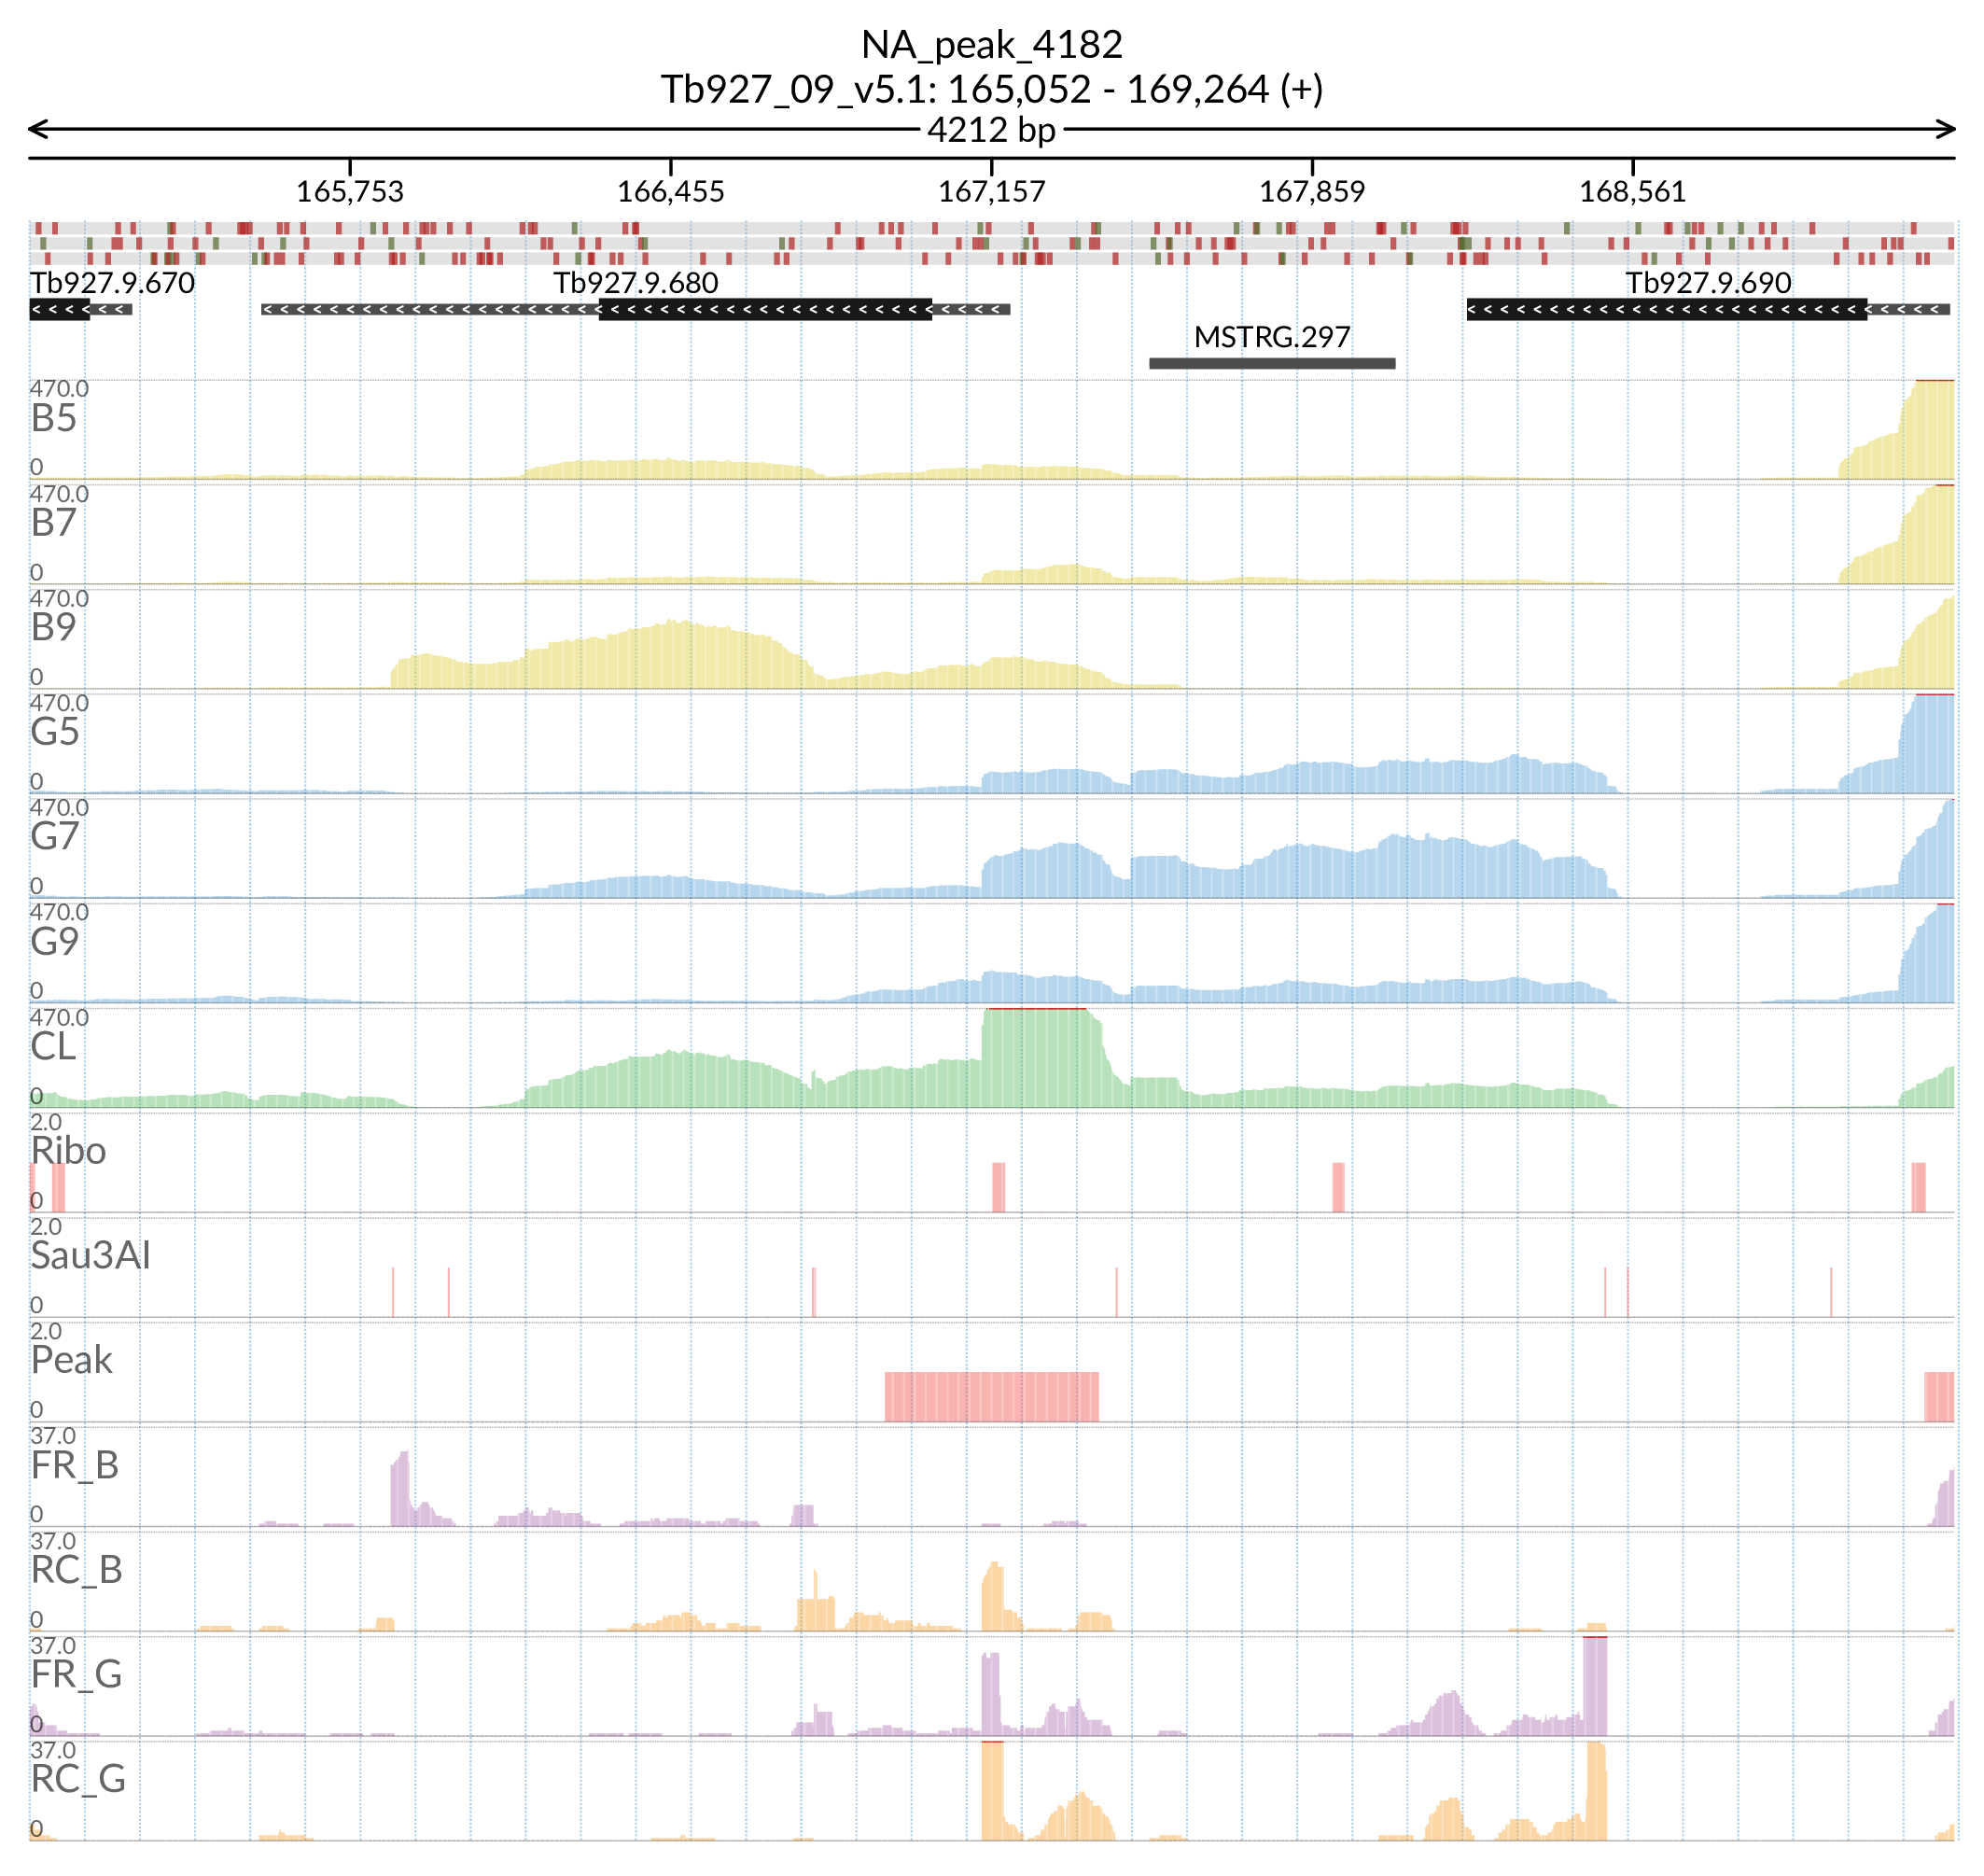 NA_peak_4182
Tb927_09_v5.1: 165,052 - 169,264 (+)
4212 bp
165,753 166,455 167,157 167,859 168,561
Tb927.9.670 Tb927.9.680 Tb927.9.690
MSTRG.297
470.0
B5
0
470.0
B7
0
470.0
B9
0
470.0
G5
0
470.0
G7
0
470.0
G9
0
470.0
CL
0
2.0
Ribo
0
2.0
Sau3AI
0
2.0
Peak
0
37.0
FR_B
0
37.0
RC_B
0
37.0
FR_G
0
37.0
RC_G
0